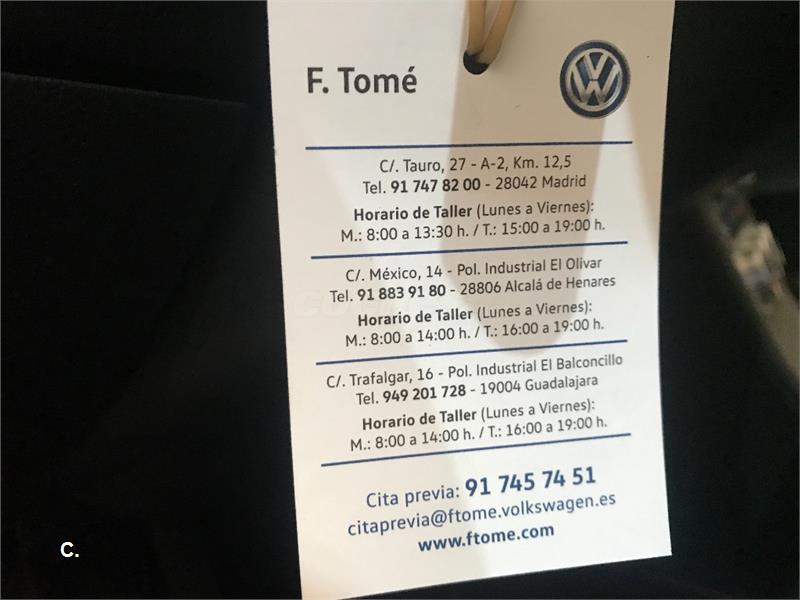 F. Tomé
C/. Tauro, 27 - A-2, Km. 12,5
Tel. 91 747 82 00 - 28042 Madrid
Horario de Taller (Lunes a Viernes):
M.: 8:00 a 13:30 h. / T.: 15:00 a 19:00 h.
C/. México, 14 - Pol. Industrial El Olivar
Tel. 91 883 91 80 - 28806 Alcalá de Henares
Horario de Taller (Lunes a Viernes):
M.: 8:00 a 14:00 h. / T.: 16:00 a 19:00 h.
C/. Trafalgar, 16 - Pol. Industrial El Balconcillo
Tel. 949 201 728 - 19004 Guadalajara
Horario de Taller (Lunes a Viernes):
M.: 8:00 a 14:00 h. / T.: 16:00 a 19:00 h.
Cita previa: 91 745 74 51
citaprevia@ftome.volkswagen.es
www.ftome.com
C.